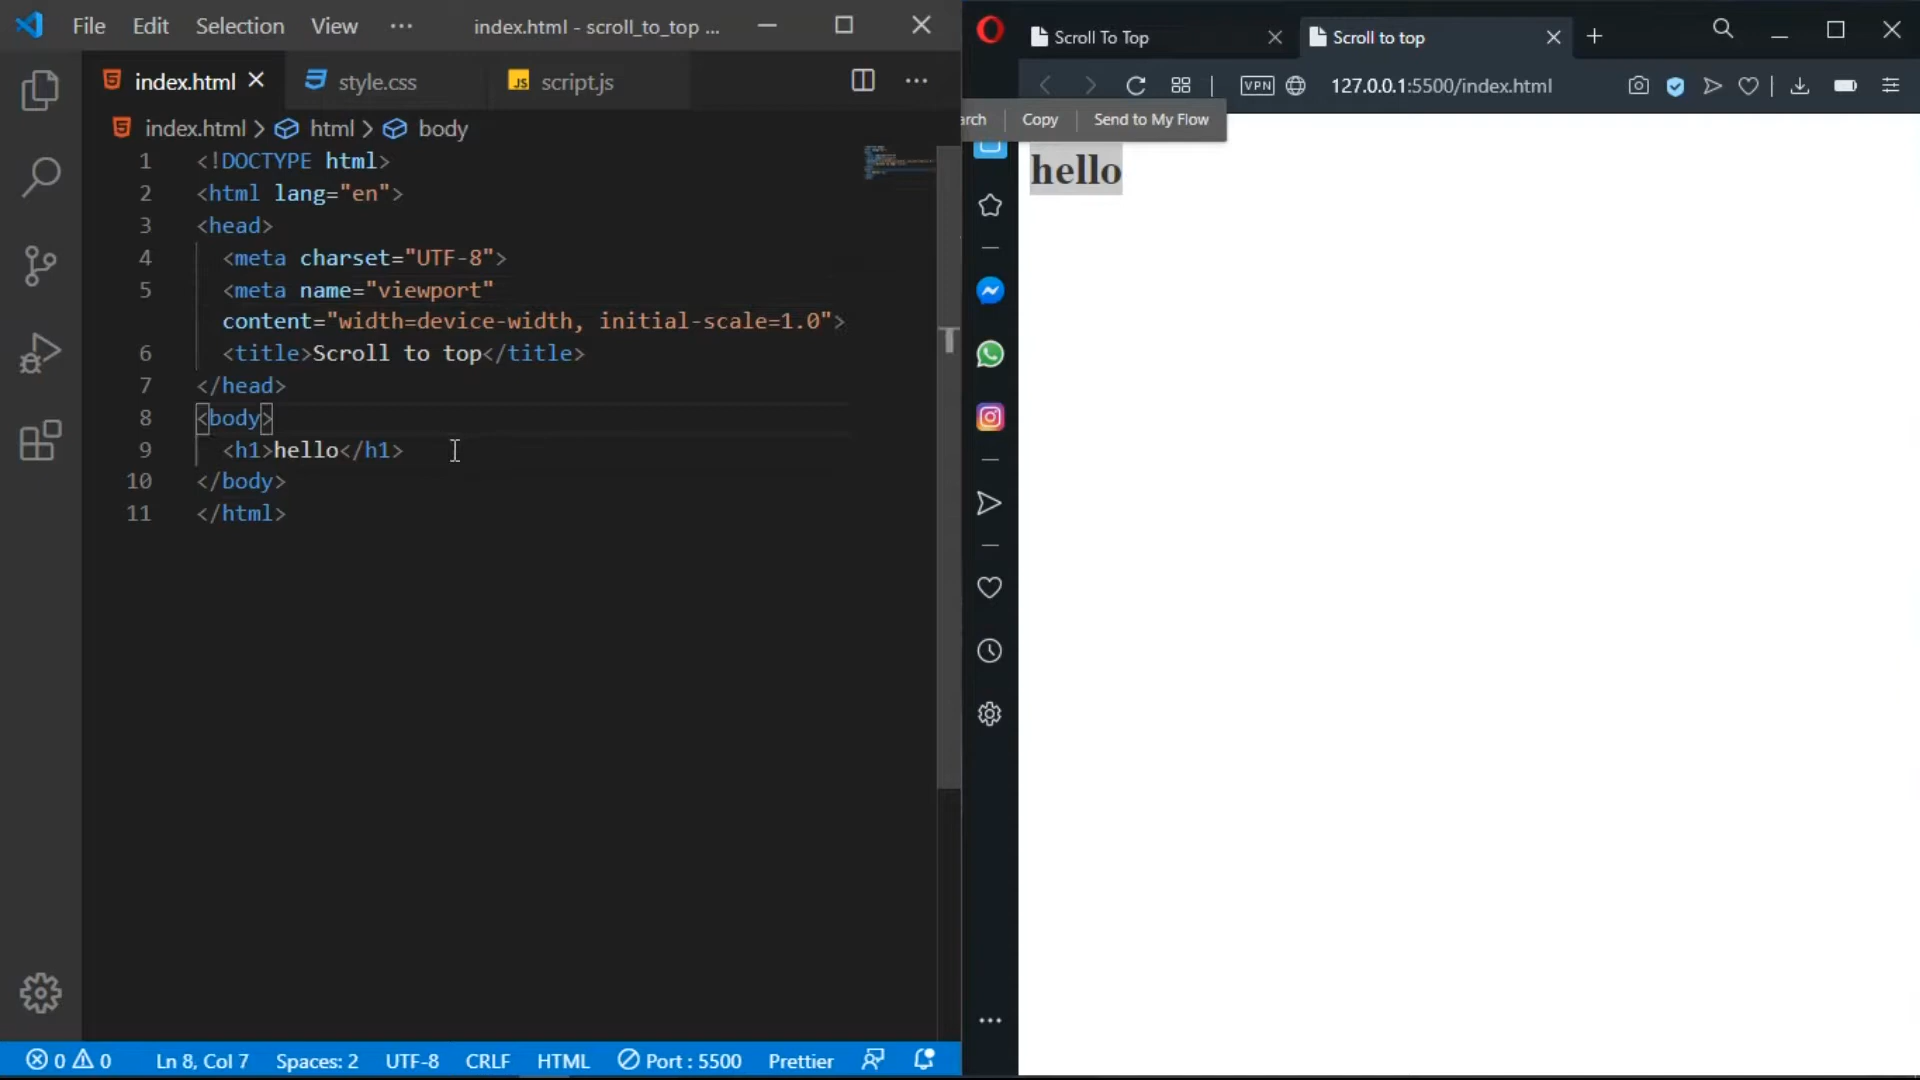 File Edit Selection View ··· index.html - scroll_to_top ...
index.html style.css JS script.js
index.html > html > body
1 <!DOCTYPE html>
2 <html lang="en">
3 <head>
4 <meta charset="UTF-8">
5 <meta name="viewport"
content="width=device-width, initial-scale=1.0">
6 <title>Scroll to top</title>
7 </head>
8 <body>
9 <h1>hello</h1>
10 </body>
11 </html>
0 0 Ln 8, Col 7 Spaces: 2 UTF-8 CRLF HTML Port : 5500 Prettier
Scroll To Top Scroll to top
VPN 127.0.0.1:5500/index.html
arch Copy Send to My Flow
hello